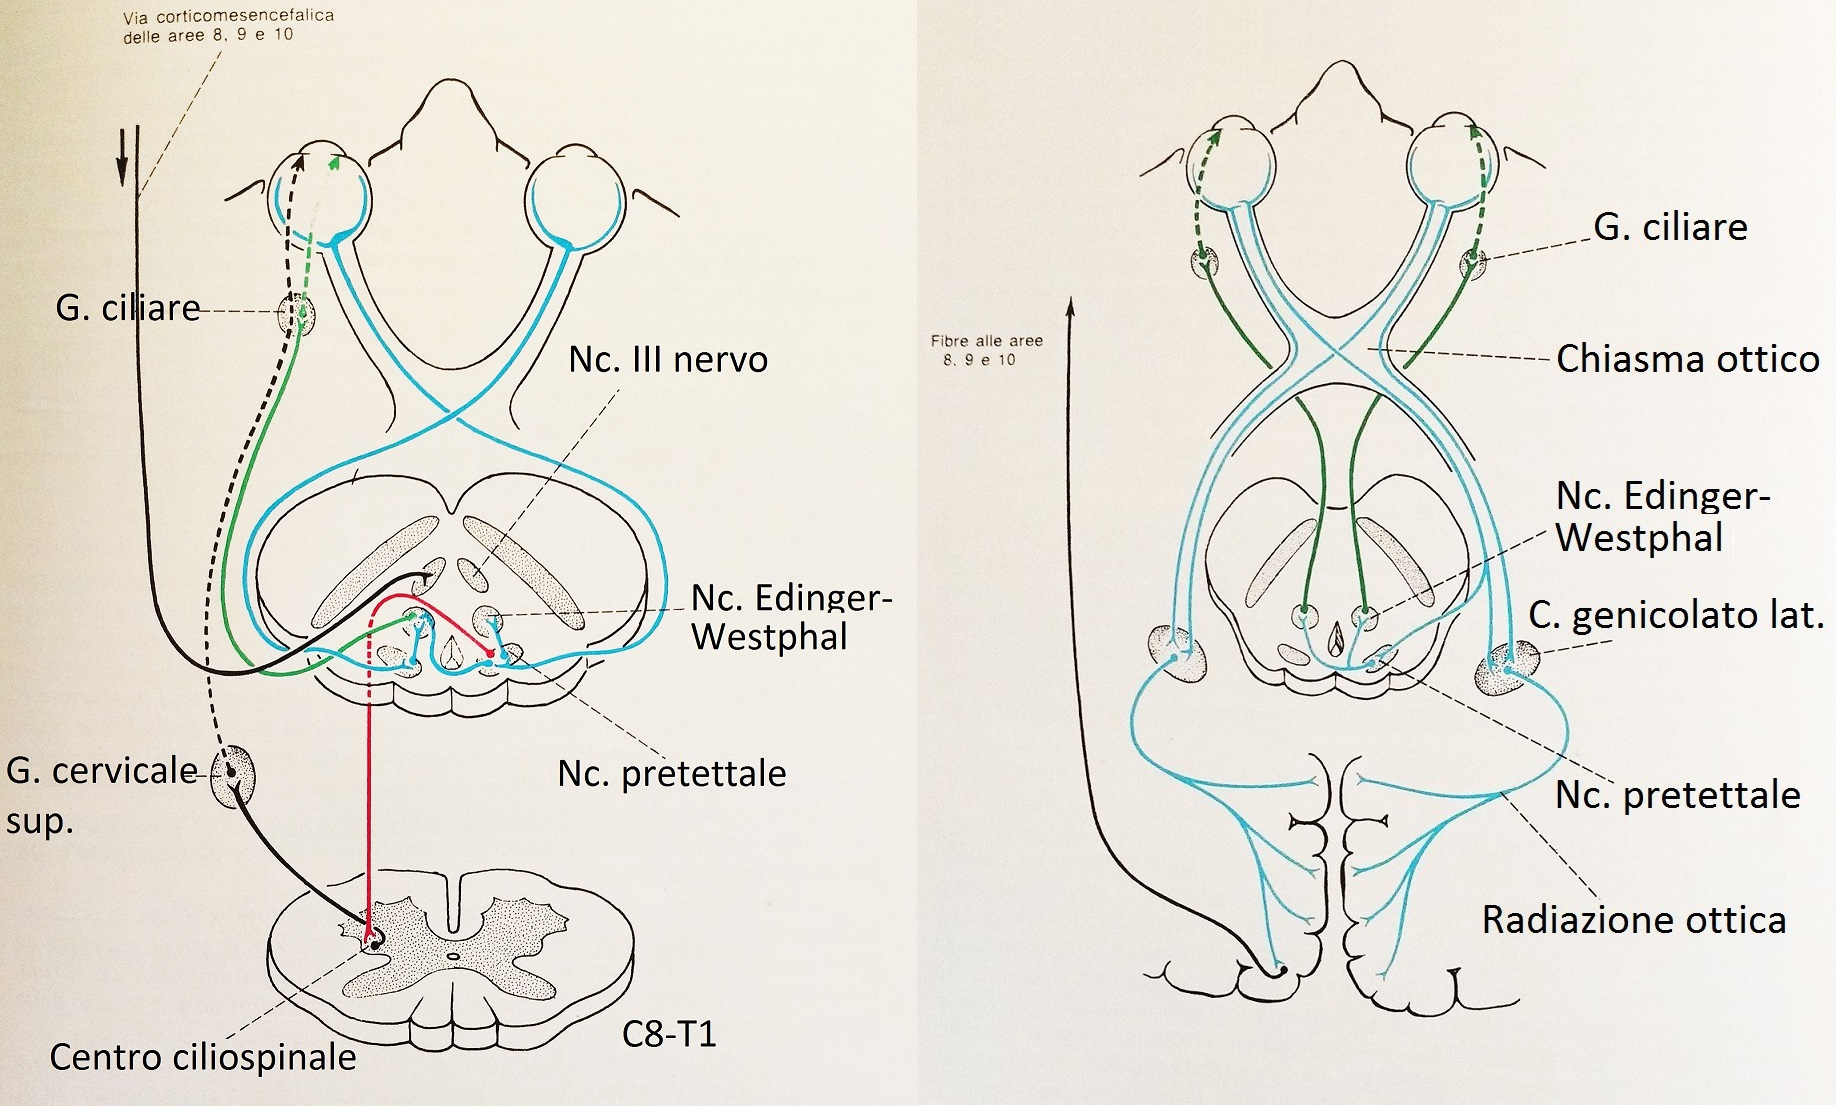 Via corticomesencefalica
delle aree 8, 9 e 10
G. ciliare
Nc. III nervo
Nc. Edinger-
Westphal
Nc. pretettale
G. cervicale
sup.
Centro ciliospinale
C8-T1
G. ciliare
Fibre alle aree
8, 9 e 10
Chiasma ottico
Nc. Edinger-
Westphal
C. genicolato lat.
Nc. pretettale
Radiazione ottica